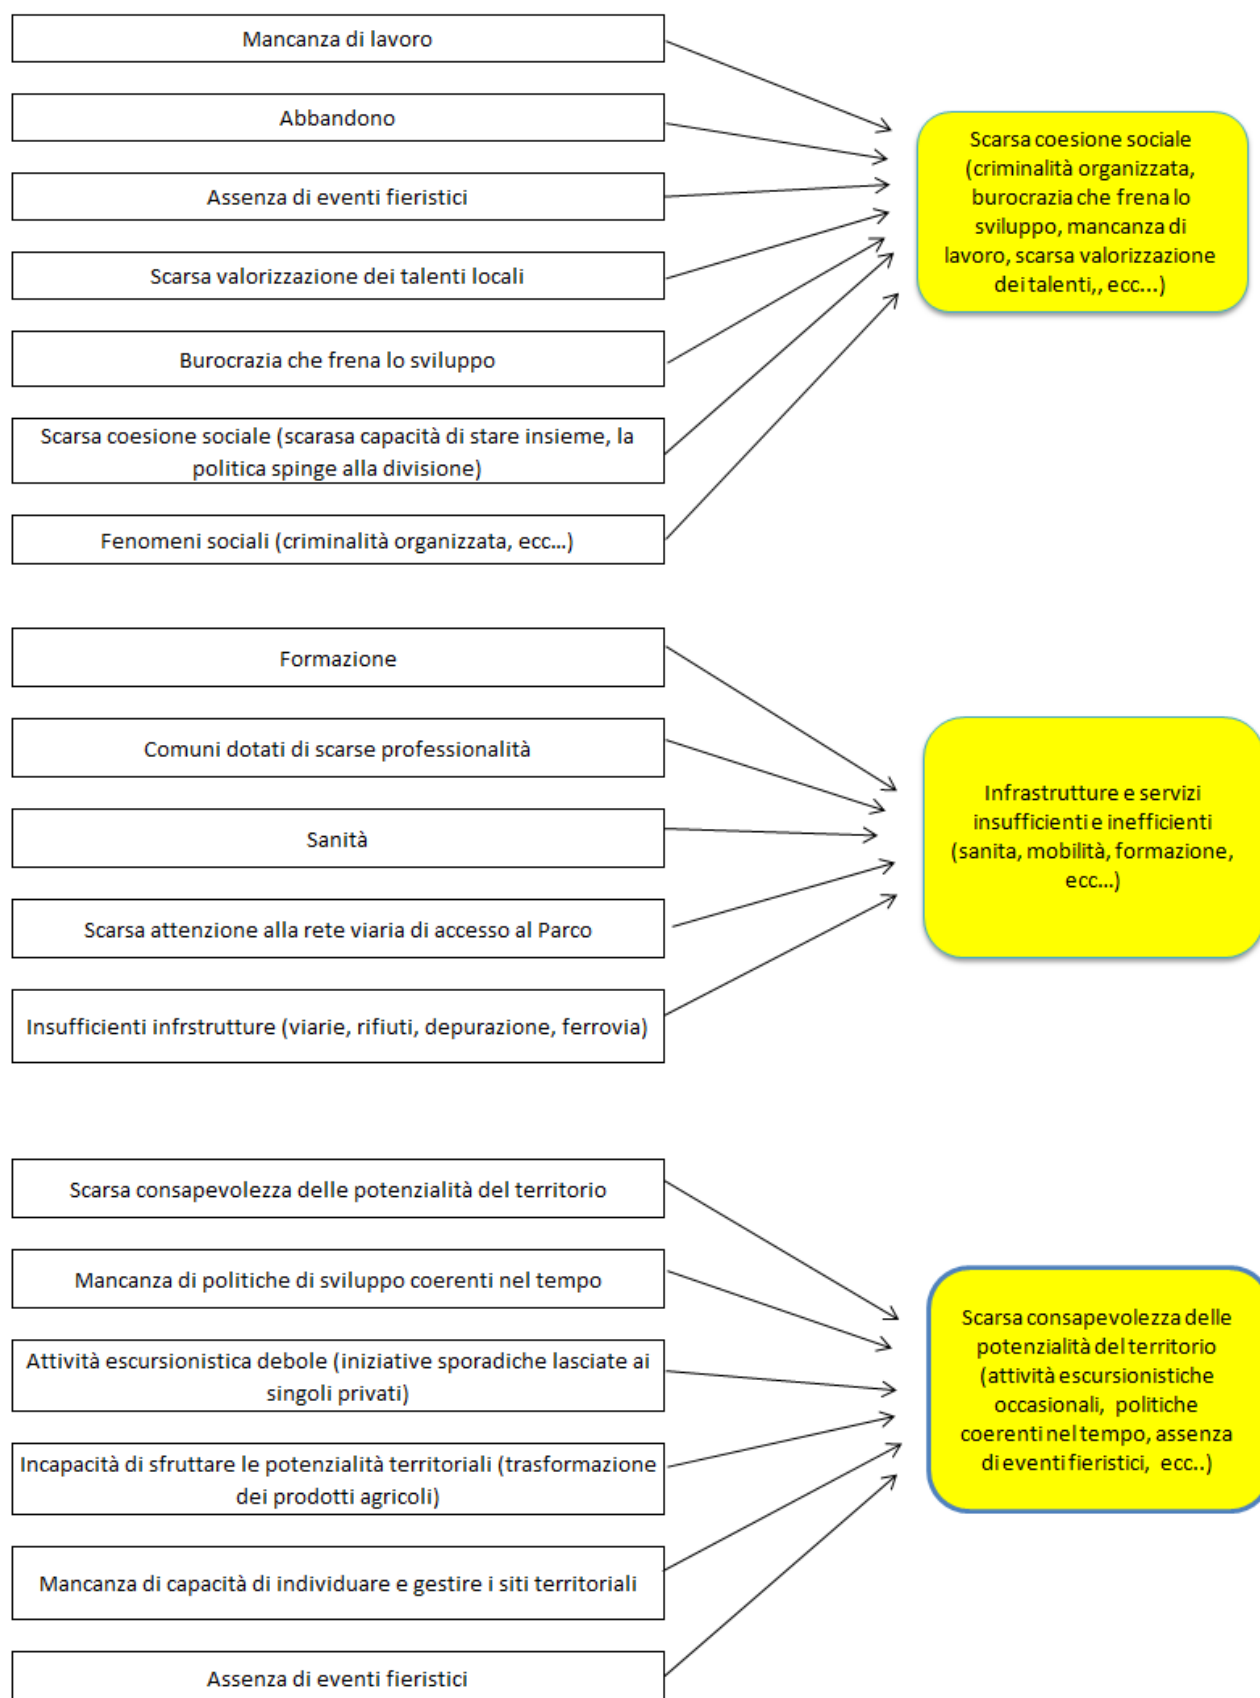 Mancanza di lavoro
Abbandono
Assenza di eventi fieristici
Scarsa valorizzazione dei talenti locali
Burocrazia che frena lo sviluppo
Scarsa coesione sociale (scarasa capacità di stare insieme, la
politica spinge alla divisione)
Fenomeni sociali (criminalità organizzata, ecc...)
Scarsa coesione sociale
(criminalità organizzata,
burocrazia che frena lo
sviluppo, mancanza di
lavoro, scarsa valorizzazione
dei talenti,, ecc...)
Formazione
Comuni dotati di scarse professionalità
Sanità
Scarsa attenzione alla rete viaria di accesso al Parco
Insufficienti infrstrutture (viarie, rifiuti, depurazione, ferrovia)
Infrastrutture e servizi
insufficienti e inefficienti
(sanita, mobilità, formazione,
ecc...)
Scarsa consapevolezza delle potenzialità del territorio
Mancanza di politiche di sviluppo coerenti nel tempo
Attività escursionistica debole (iniziative sporadiche lasciate ai
singoli privati)
Incapacità di sfruttare le potenzialità territoriali (trasformazione
dei prodotti agricoli)
Mancanza di capacità di individuare e gestire i siti territoriali
Assenza di eventi fieristici
Scarsa consapevolezza delle
potenzialità del territorio
(attività escursionistiche
occasionali, politiche
coerenti nel tempo, assenza
di eventi fieristici, ecc..)